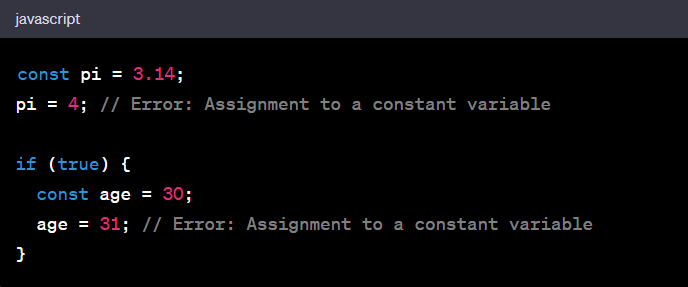 javascript
const pi = 3.14;
pi = 4; // Error: Assignment to a constant variable
if (true) {
  const age = 30;
  age = 31; // Error: Assignment to a constant variable
}